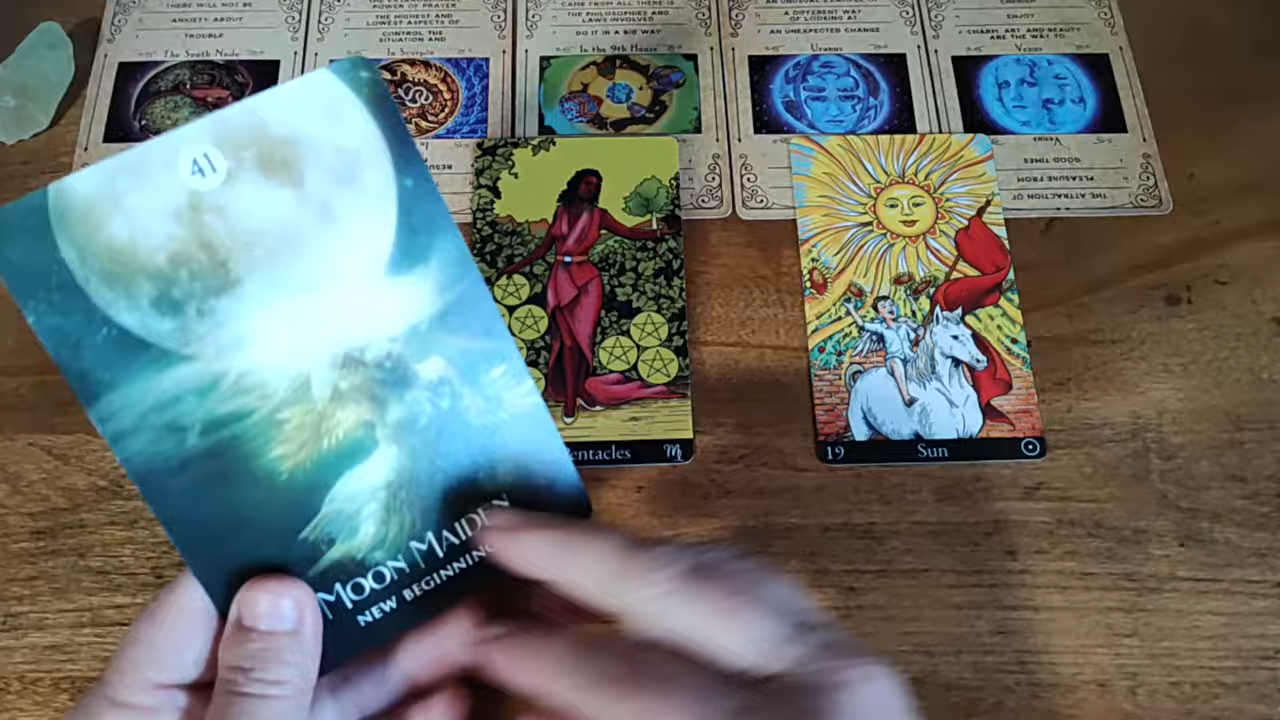 THERE WILL NOT BE
ANXIETY ABOUT
TROUBLE
The South Node
POWER OF PRAYER
THE HIGHEST AND
LOWEST ASPECTS OF
CONTROL THE
SITUATION AND
In Scorpio
CAME FROM ALL THERE IS
THE PHILOSOPHIES AND
LAWS INVOLVED
DO IT IN A BIG WAY
In the 9th House
AN UNUSUAL EXAMPLE OF
A DIFFERENT WAY
OF LOOKING AT
AN UNEXPECTED CHANGE
Uranus
ENJOY
CHARM, ART AND BEAUTY
ARE THE WAY TO
Venus
Venus
GOOD TIMES
PLEASURE FROM
THE ATTRACTION OF
41
MOON MAIDEN
NEW BEGINNING
entacles
19
Sun